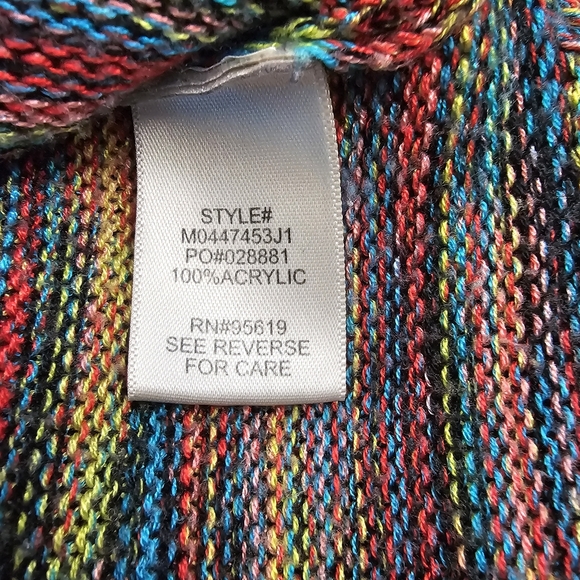 STYLE#
M0447453J1
PO#028881
100%ACRYLIC
RN#95619
SEE REVERSE
FOR CARE